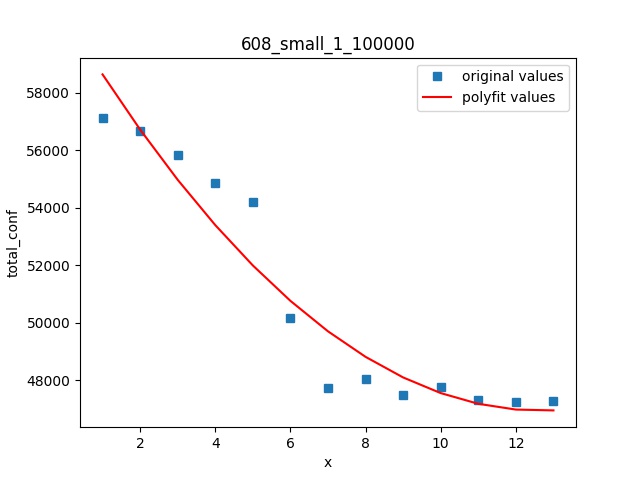 608_small_1_100000
original values
polyfit values
58000
56000
54000
52000
50000
48000
total_conf
2 4 6 8 10 12
x